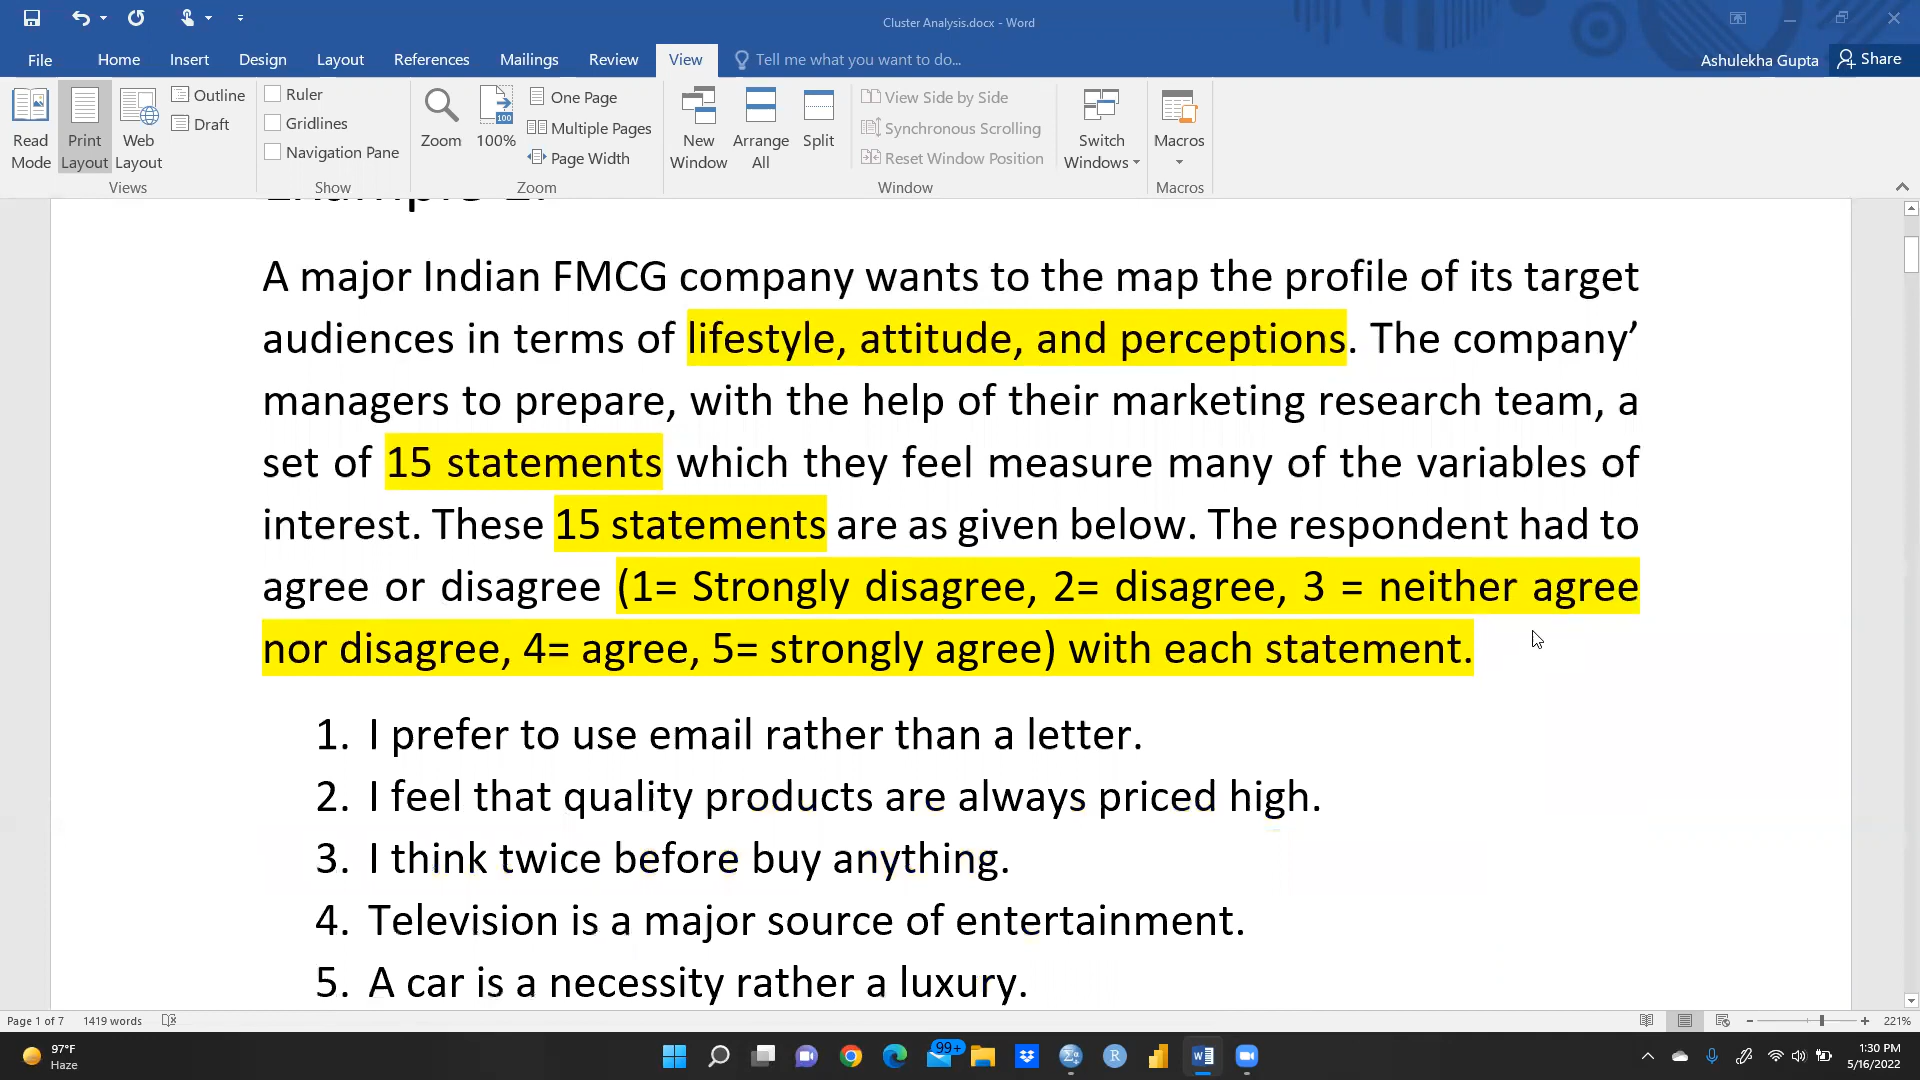 Cluster Analysis.docx - Word
File Home Insert Design Layout References Mailings Review View Tell me what you want to do... Ashulekha Gupta Share
Read Mode
Print Layout
Web Layout
Outline
Draft
Views
Ruler
Gridlines
Navigation Pane
Show
Zoom
100
100%
One Page
Multiple Pages
Page Width
Zoom
New Window
Arrange All
Split
View Side by Side
Synchronous Scrolling
Reset Window Position
Window
Switch Windows
Macros
Macros
A major Indian FMCG company wants to the map the profile of its target
audiences in terms of lifestyle, attitude, and perceptions. The company’
managers to prepare, with the help of their marketing research team, a
set of 15 statements which they feel measure many of the variables of
interest. These 15 statements are as given below. The respondent had to
agree or disagree (1= Strongly disagree, 2= disagree, 3 = neither agree
nor disagree, 4= agree, 5= strongly agree) with each statement.
1. I prefer to use email rather than a letter.
2. I feel that quality products are always priced high.
3. I think twice before buy anything.
4. Television is a major source of entertainment.
5. A car is a necessity rather a luxury.
Page 1 of 7 1419 words 221%
97°F
Haze
99+
R
1:30 PM
5/16/2022